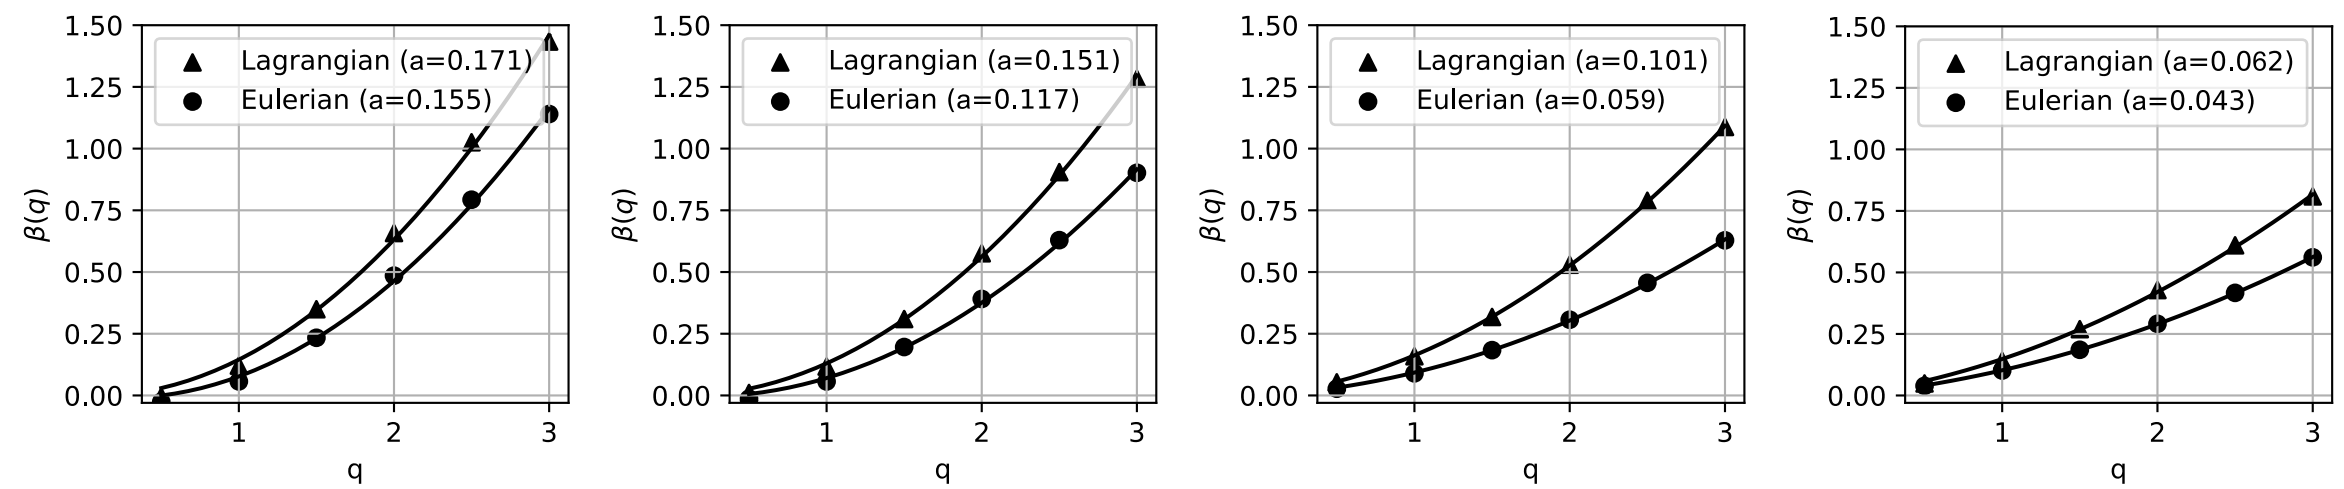 1.50
1.25
1.00
0.75
0.50
0.25
0.00
β(q)
Lagrangian (a=0.171)
Eulerian (a=0.155)
1 2 3
q
1.50
1.25
1.00
0.75
0.50
0.25
0.00
β(q)
Lagrangian (a=0.151)
Eulerian (a=0.117)
1 2 3
q
1.50
1.25
1.00
0.75
0.50
0.25
0.00
β(q)
Lagrangian (a=0.101)
Eulerian (a=0.059)
1 2 3
q
1.50
1.25
1.00
0.75
0.50
0.25
0.00
β(q)
Lagrangian (a=0.062)
Eulerian (a=0.043)
1 2 3
q